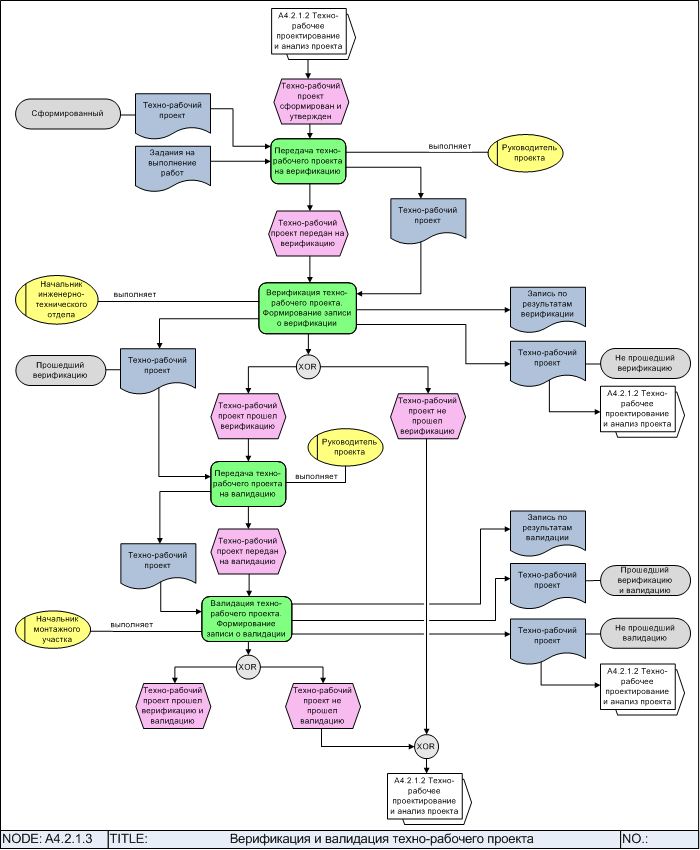 А4.2.1.2 Техно-
рабочее
проектирование
и анализ проекта
Техно-рабочий
проект
сформирован и
утвержден
Сформированный
Техно-рабочий
проект
Задания на
выполнение
работ
Передача техно-
рабочего проекта
на верификацию
выполняет
Руководитель
проекта
Техно-рабочий
проект передан на
верификацию
Техно-рабочий
проект
Начальник
инженерно-
технического
отдела
выполняет
Верификация техно-
рабочего проекта.
Формирование записи
о верификации
Запись по
результатам
верификации
Прошедший
верификацию
Техно-рабочий
проект
XOR
Техно-рабочий
проект
Не прошедший
верификацию
А4.2.1.2 Техно-
рабочее
проектирование
и анализ проекта
Техно-рабочий
проект прошел
верификацию
Техно-рабочий
проект не
прошел
верификацию
Руководитель
проекта
Передача техно-
рабочего проекта
на валидацию
выполняет
Техно-рабочий
проект
Техно-рабочий
проект передан
на валидацию
Запись по
результатам
валидации
Техно-рабочий
проект
Прошедший
верификацию
и валидацию
Начальник
монтажного
участка
выполняет
Валидация техно-
рабочего проекта.
Формирование
записи о валидации
Техно-рабочий
проект
Не прошедший
валидацию
XOR
А4.2.1.2 Техно-
рабочее
проектирование
и анализ проекта
Техно-рабочий
проект прошел
верификацию и
валидацию
Техно-рабочий
проект не
прошел
валидацию
XOR
А4.2.1.2 Техно-
рабочее
проектирование
и анализ проекта
NODE: A4.2.1.3 TITLE: Верификация и валидация техно-рабочего проекта NO.: